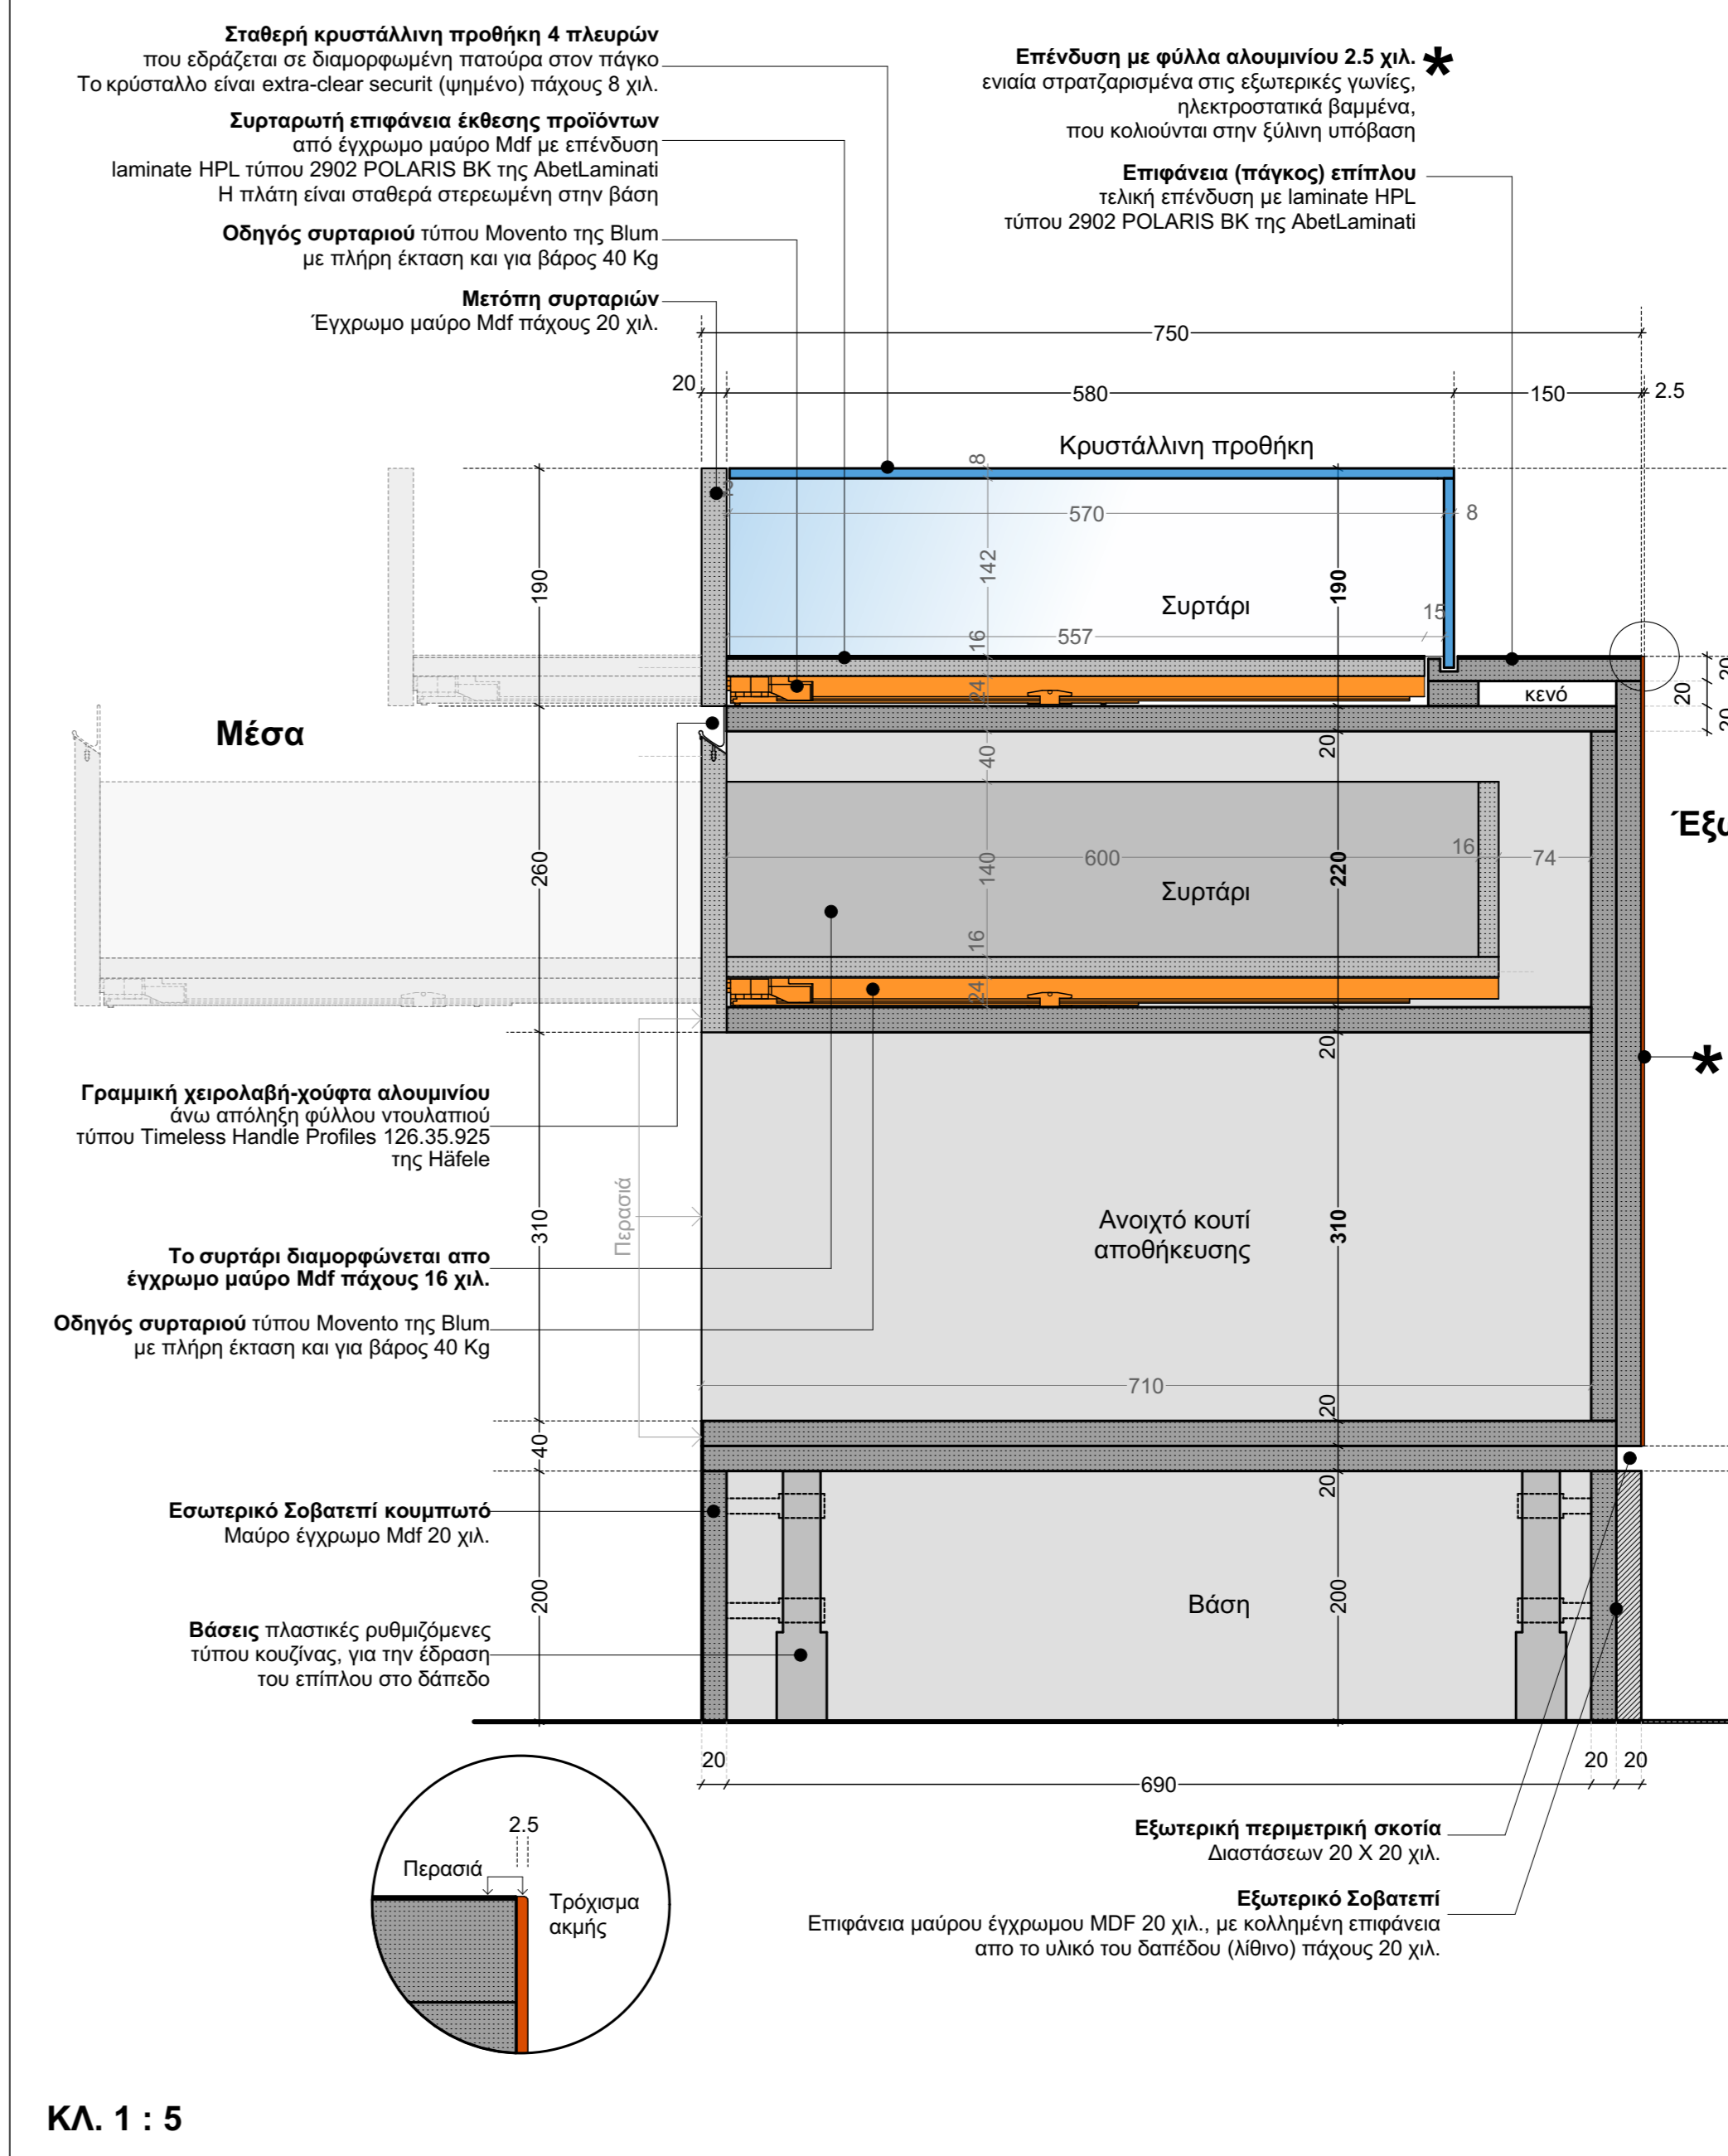 Σταθερή κρυστάλλινη προθήκη 4 πλευρών
που εδράζεται σε διαμορφωμένη πατούρα στον πάγκο
Το κρύσταλλο είναι extra-clear securit (ψημένο) πάχους 8 χιλ.
Συρταρωτή επιφάνεια έκθεσης προϊόντων
από έγχρωμο μαύρο Mdf με επένδυση
laminate HPL τύπου 2902 POLARIS BK της AbetLaminati
Η πλάτη είναι σταθερά στερεωμένη στην βάση
Οδηγός συρταριού τύπου Movento της Blum
με πλήρη έκταση και για βάρος 40 Kg
Μετόπη συρταριών
Έγχρωμο μαύρο Mdf πάχους 20 χιλ.
Επένδυση με φύλλα αλουμινίου 2.5 χιλ. *
ενιαία στρατζαρισμένα στις εξωτερικές γωνίες,
ηλεκτροστατικά βαμμένα,
που κολιούνται στην ξύλινη υπόβαση
Επιφάνεια (πάγκος) επίπλου
τελική επένδυση με laminate HPL
τύπου 2902 POLARIS BK της AbetLaminati
750
20
580
150
2.5
Κρυστάλλινη προθήκη
8
2
570
8
142
190
190
Συρτάρι
15
557
16
24
κενό
20
20
20
Μέσα
40
20
Έξω
260
140
600
16
74
220
Συρτάρι
16
24
20
*
Γραμμική χειρολαβή-χούφτα αλουμινίου
άνω απόληξη φύλλου ντουλαπιού
τύπου Timeless Handle Profiles 126.35.925
της Häfele
Περασιά
310
Ανοιχτό κουτί
αποθήκευσης
310
Το συρτάρι διαμορφώνεται απο
έγχρωμο μαύρο Mdf πάχους 16 χιλ.
Οδηγός συρταριού τύπου Movento της Blum
με πλήρη έκταση και για βάρος 40 Kg
710
20
40
20
Εσωτερικό Σοβατεπί κουμπωτό
Μαύρο έγχρωμο Mdf 20 χιλ.
200
Βάση
200
Βάσεις πλαστικές ρυθμιζόμενες
τύπου κουζίνας, για την έδραση
του επίπλου στο δάπεδο
20
690
20
20
Εξωτερική περιμετρική σκοτία
Διαστάσεων 20 Χ 20 χιλ.
Εξωτερικό Σοβατεπί
Επιφάνεια μαύρου έγχρωμου MDF 20 χιλ., με κολλημένη επιφάνεια
απο το υλικό του δαπέδου (λίθινο) πάχους 20 χιλ.
2.5
Περασιά
Τρόχισμα
ακμής
ΚΛ. 1 : 5